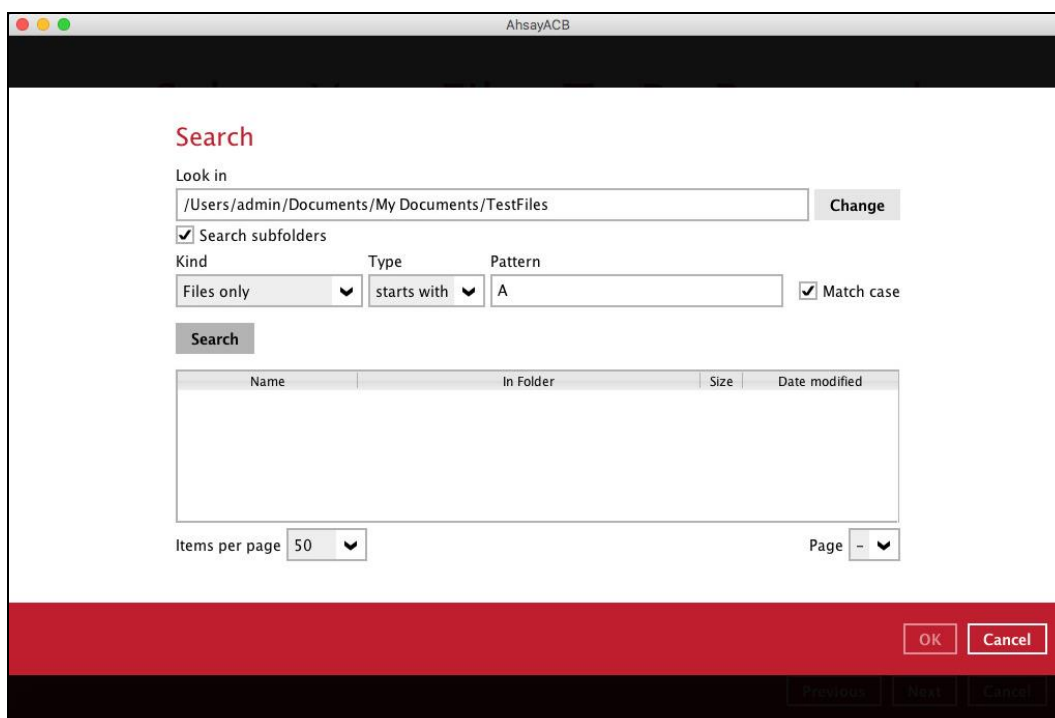 AhsayACB
Search
Look in
/Users/admin/Documents/My Documents/TestFiles Change
Search subfolders
Kind Type Pattern
Files only starts with A Match case
Search
Name In Folder Size Date modified
Items per page 50 Page -
OK Cancel
Previous Next Cancel